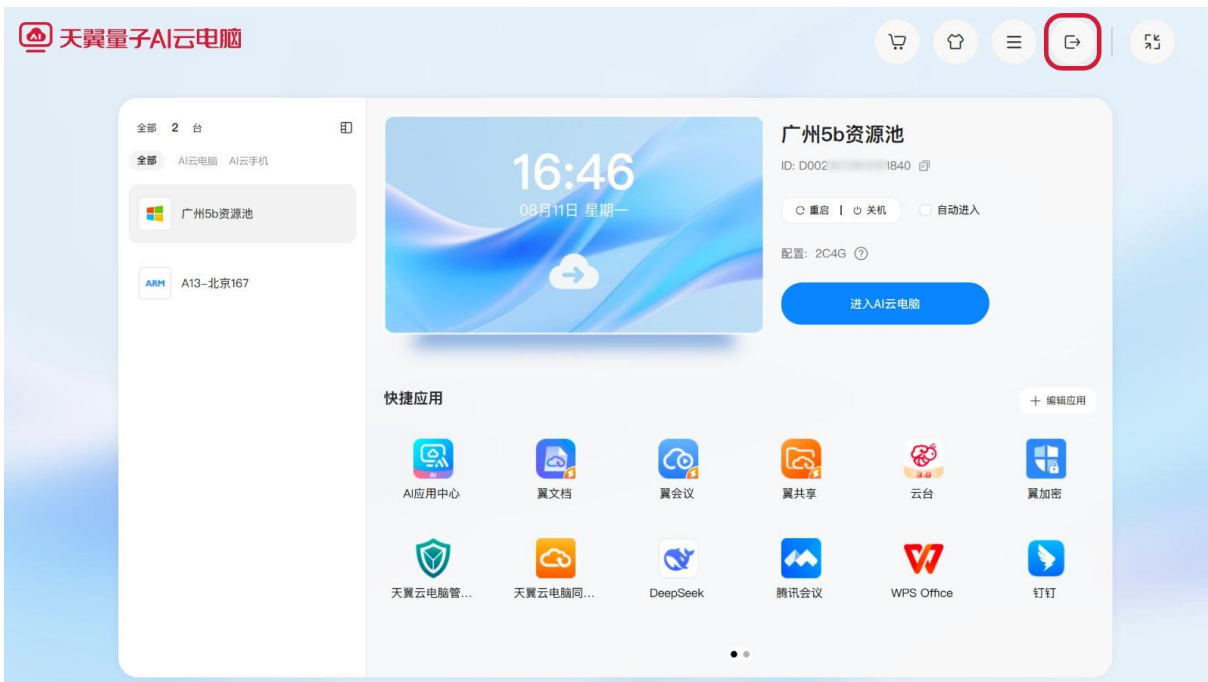 天翼量子AI云电脑
全部 2 台
全部 AI云电脑 AI云手机
广州5b资源池
ARM A13-北京167
16:46
08月11日 星期一
广州5b资源池
ID: D002 1840
重启 | 关机 自动进入
配置: 2C4G
进入AI云电脑
快捷应用
编辑应用
AI
3.0
AI应用中心 翼文档 翼会议 翼共享 云台 翼加密
天翼云电脑管... 天翼云电脑同... DeepSeek 腾讯会议 WPS Office 钉钉